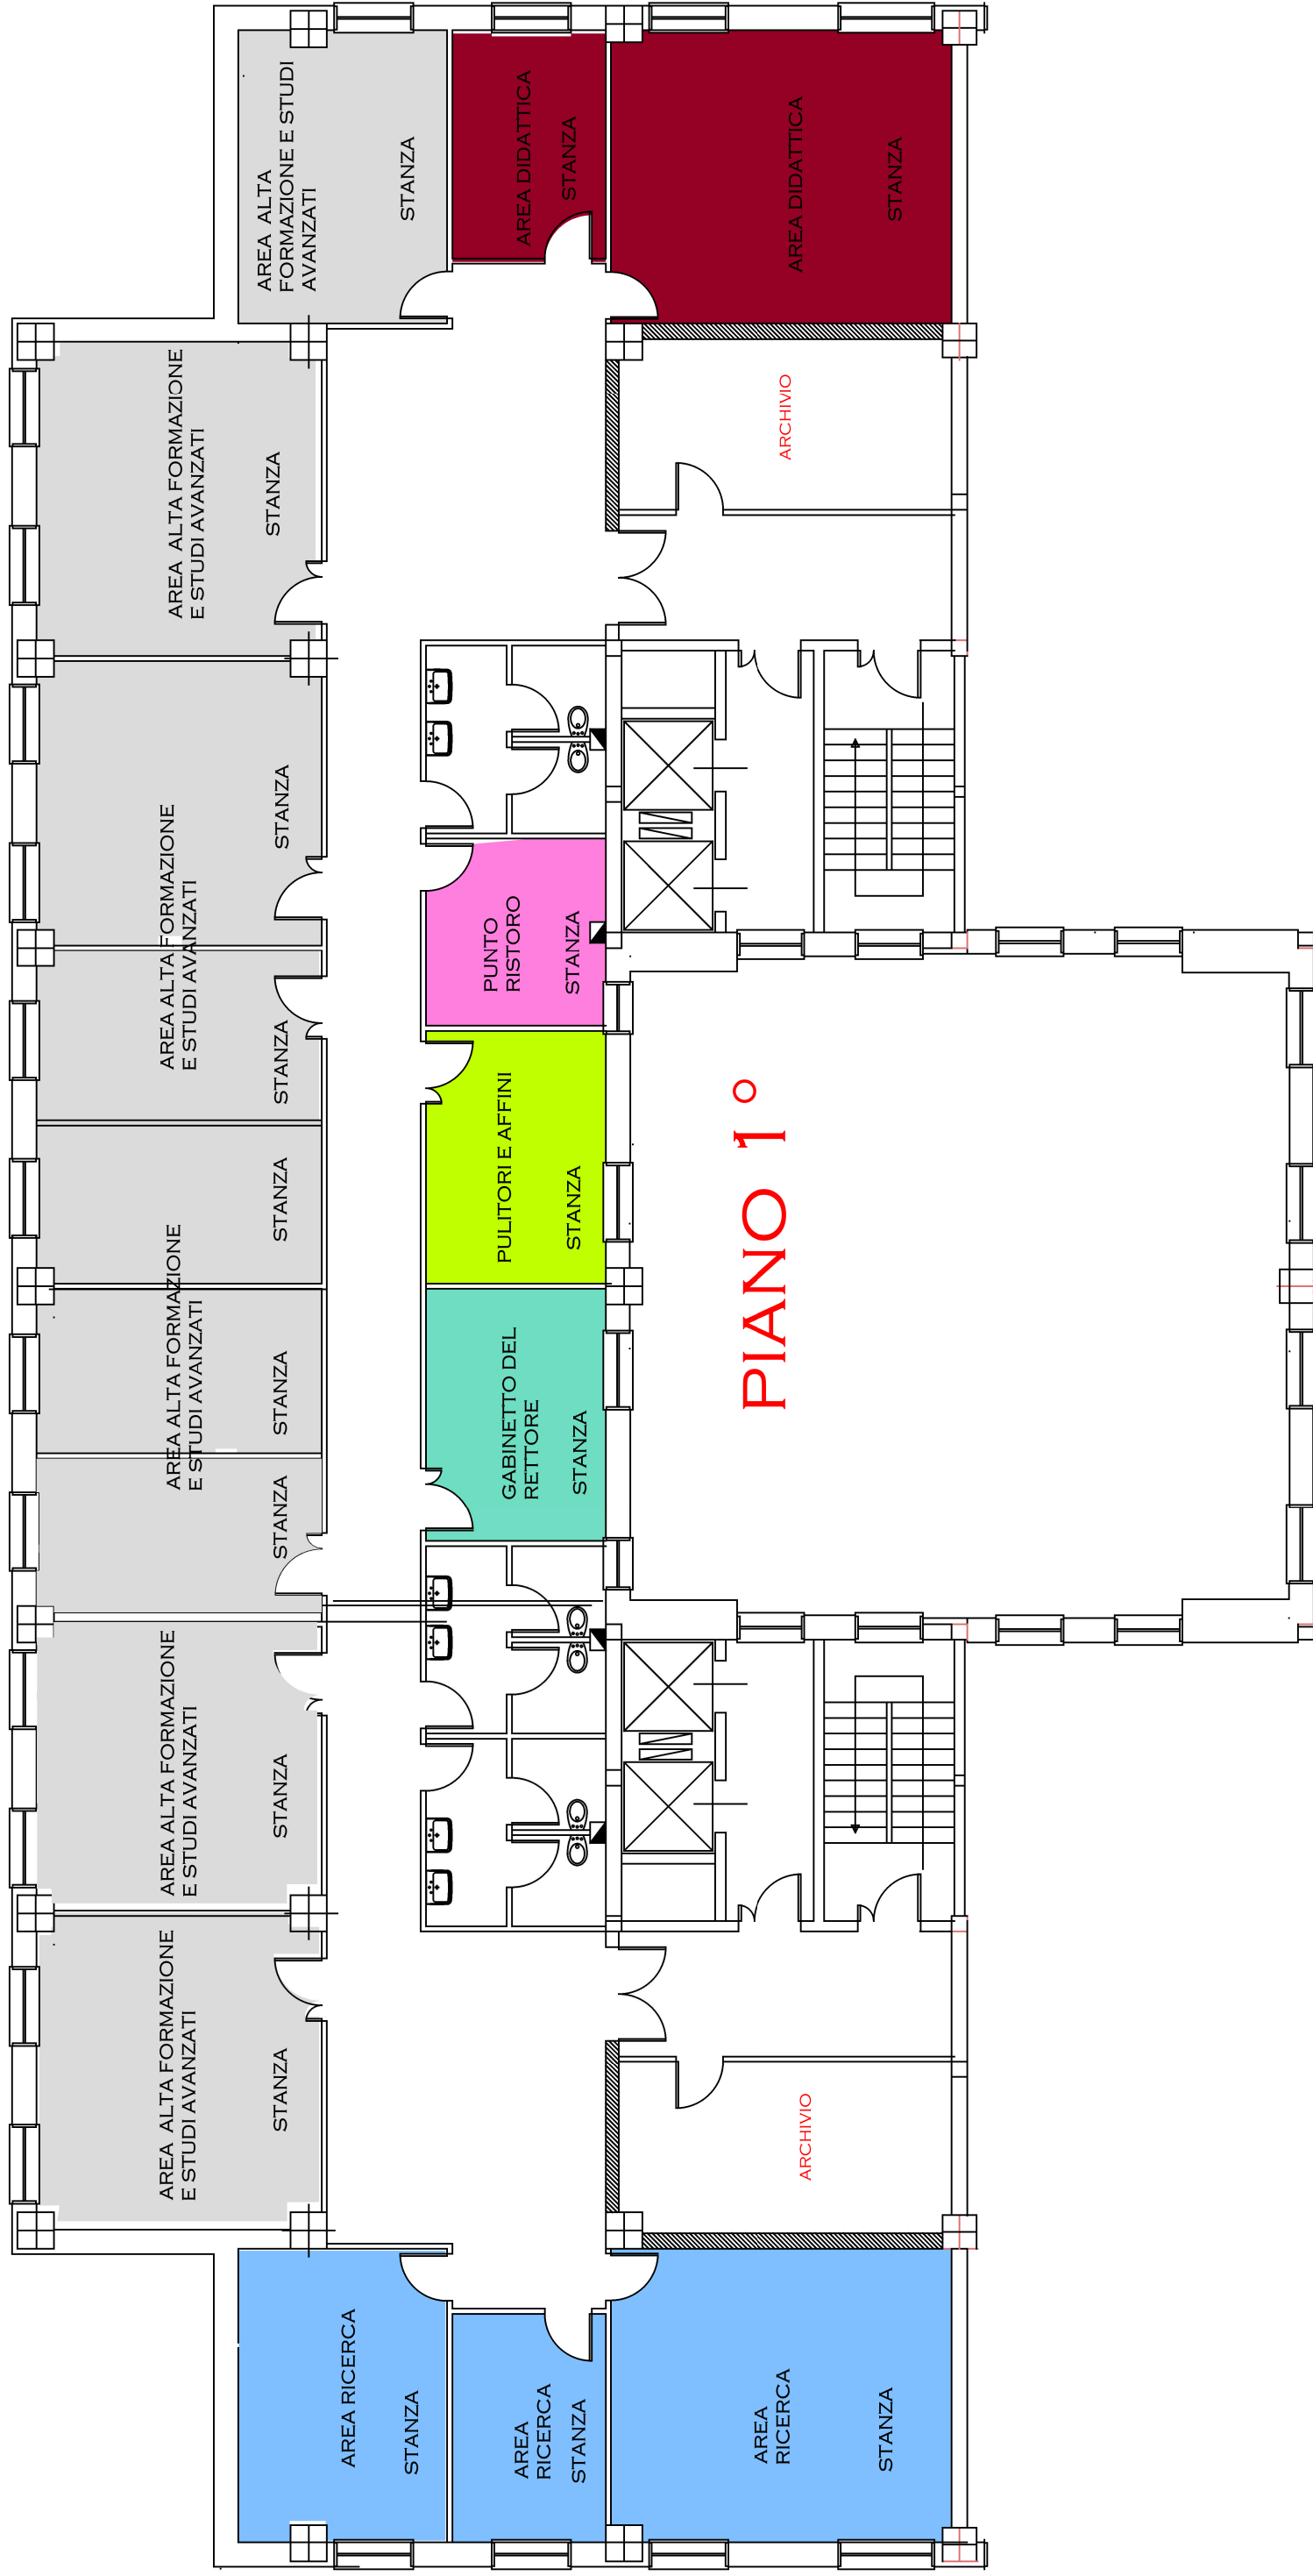 AREA ALTA
FORMAZIONE E STUDI
AVANZATI
STANZA
AREA DIDATTICA
STANZA
AREA DIDATTICA
STANZA
AREA ALTA FORMAZIONE
E STUDI AVANZATI
STANZA
ARCHIVIO
AREA ALTA FORMAZIONE
E STUDI AVANZATI
STANZA
STANZA
PUNTO
RISTORO
STANZA
PULITORI E AFFINI
STANZA
PIANO 1°
AREA ALTA FORMAZIONE
E STUDI AVANZATI
STANZA
STANZA
STANZA
GABINETTO DEL
RETTORE
STANZA
AREA ALTA FORMAZIONE
E STUDI AVANZATI
STANZA
AREA ALTA FORMAZIONE
E STUDI AVANZATI
STANZA
ARCHIVIO
AREA RICERCA
STANZA
AREA
RICERCA
STANZA
AREA
RICERCA
STANZA